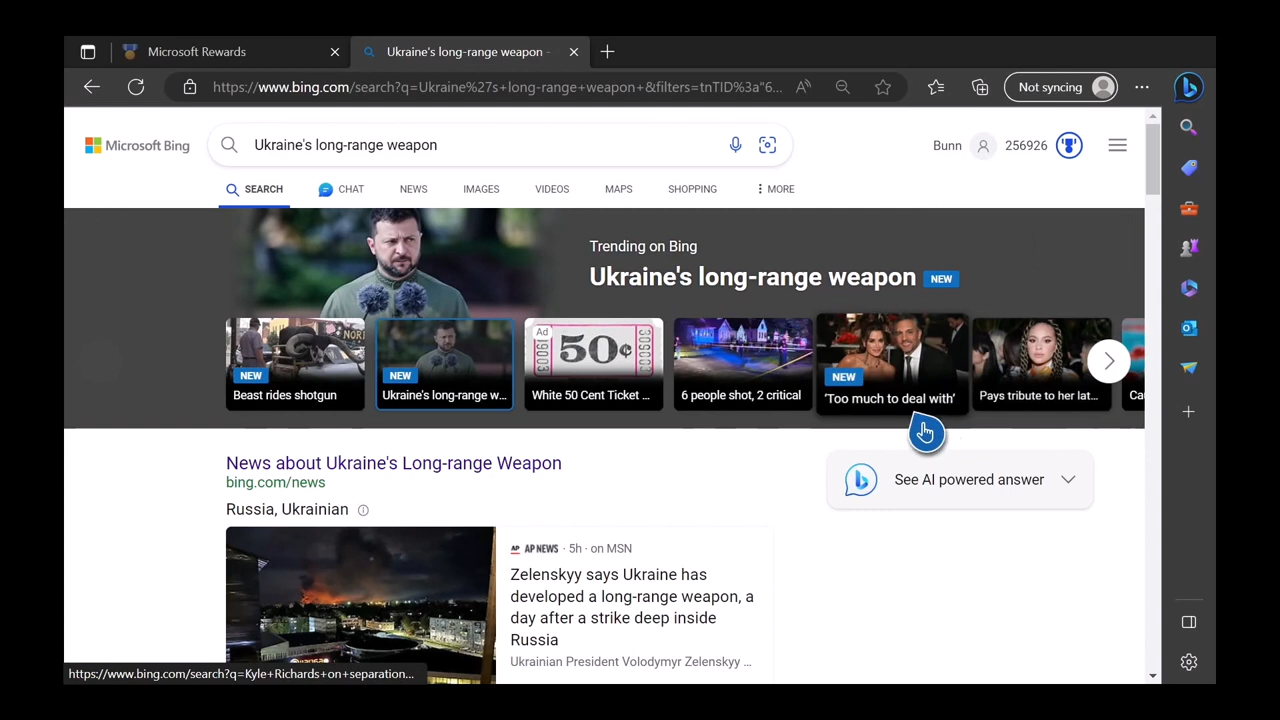 Microsoft Rewards
Ukraine's long-range weapon -
https://www.bing.com/search?q=Ukraine%27s+long-range+weapon+&filters=tnTID%3a"6...
Not syncing
Microsoft Bing
Ukraine's long-range weapon
Bunn
256926
SEARCH
CHAT
NEWS
IMAGES
VIDEOS
MAPS
SHOPPING
MORE
Trending on Bing
Ukraine's long-range weapon NEW
NEW
Beast rides shotgun
NEW
Ukraine's long-range w...
Ad
50¢
White 50 Cent Ticket ...
6 people shot, 2 critical
NEW
'Too much to deal with'
Pays tribute to her lat...
News about Ukraine's Long-range Weapon
bing.com/news
See AI powered answer
Russia, Ukrainian
AP AP NEWS · 5h · on MSN
Zelenskyy says Ukraine has
developed a long-range weapon, a
day after a strike deep inside
Russia
Ukrainian President Volodymyr Zelenskyy ...
https://www.bing.com/search?q=Kyle+Richards+on+separation...